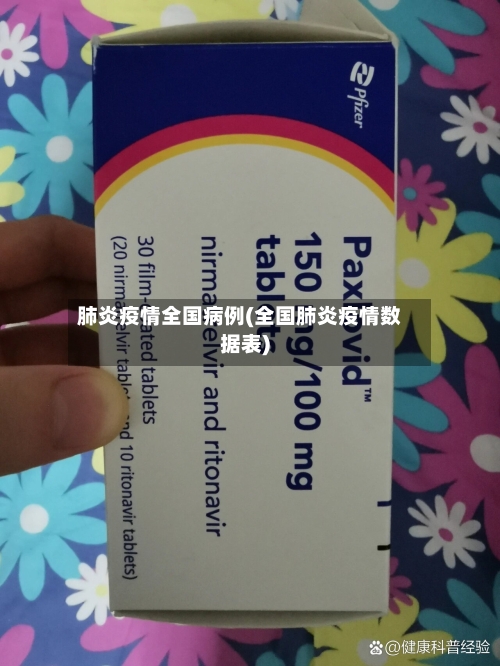 Pfizer
Paxlovid™
150 mg/100 mg
tablets
nirmatrelvir and ritonavir
30 film-coated tablets
(20 nirmatrelvir tablets and 10 ritonavir tablets)
肺炎疫情全国病例(全国肺炎疫情数
据表)
@健康科普经验